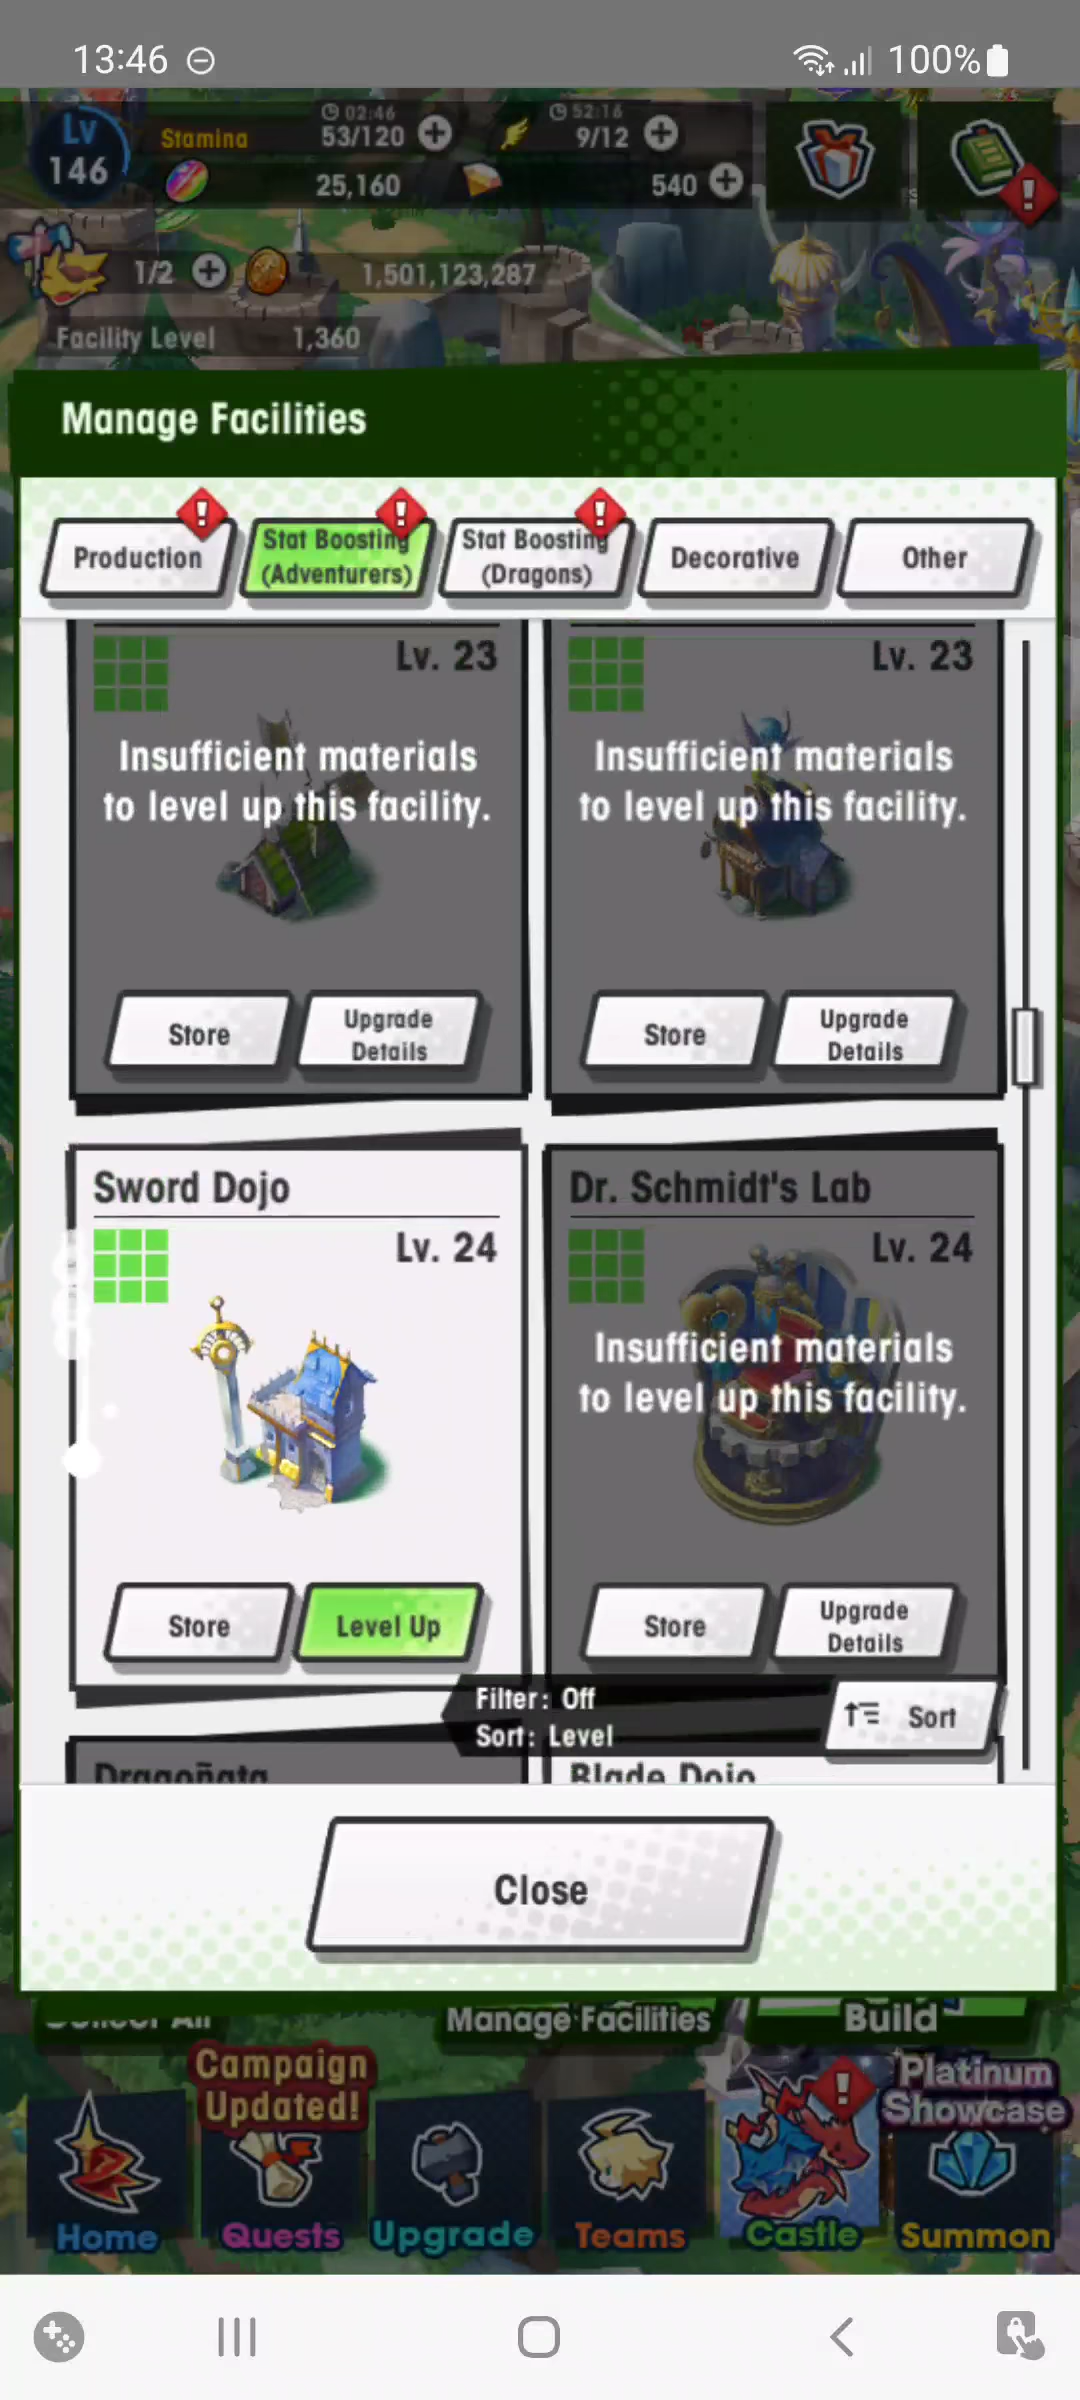 13:46
100%
Lv
146
Stamina
02:46
53/120
52:16
9/12
25,160
540
1/2
1,501,123,287
Facility Level 1,360
Manage Facilities
Production
Stat Boosting
(Adventurers)
Stat Boosting
(Dragons)
Decorative
Other
Lv. 23
Insufficient materials
to level up this facility.
Store
Upgrade
Details
Lv. 23
Insufficient materials
to level up this facility.
Store
Upgrade
Details
Sword Dojo
Lv. 24
Store
Level Up
Dr. Schmidt's Lab
Lv. 24
Insufficient materials
to level up this facility.
Store
Upgrade
Details
Filter: Off
Sort: Level
Sort
Dragoñata
Blade Dojo
Close
Collect All
Manage Facilities
Build
Campaign
Updated!
Platinum
Showcase
Home
Quests
Upgrade
Teams
Castle
Summon